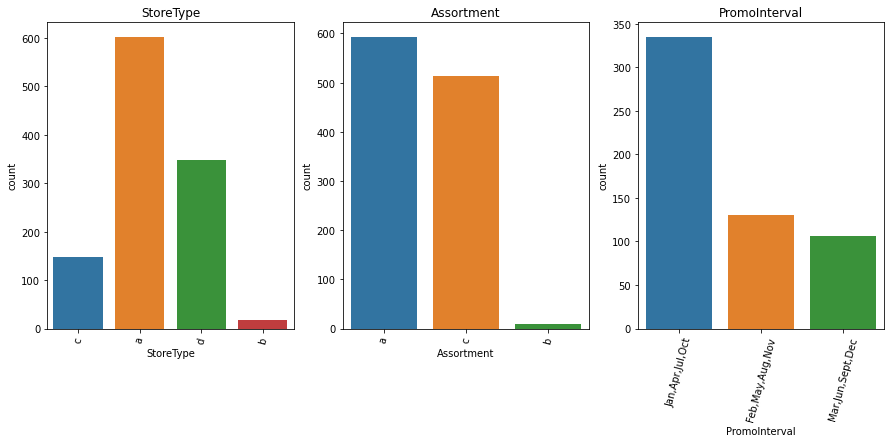 StoreType
count
600
500
400
300
200
100
0
c
a
d
b
StoreType
Assortment
count
600
500
400
300
200
100
0
a
c
b
Assortment
PromoInterval
count
350
300
250
200
150
100
50
0
Jan,Apr,Jul,Oct
Feb,May,Aug,Nov
Mar,Jun,Sept,Dec
PromoInterval